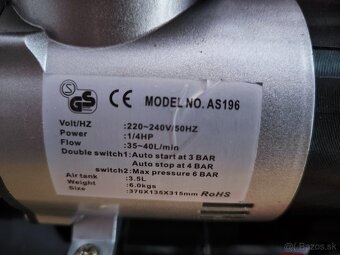 S GS CE MODEL NO. AS196
Volt/HZ :220~240V/50HZ
Power :1/4HP
Flow :35~40L/min
Double switch1: Auto start at 3 BAR
Auto stop at 4 BAR
switch2: Max pressure 6 BAR
Air tank :3.5L
Weight :6.0kgs
Size :370X135X315mm RoHS
© bazos.sk